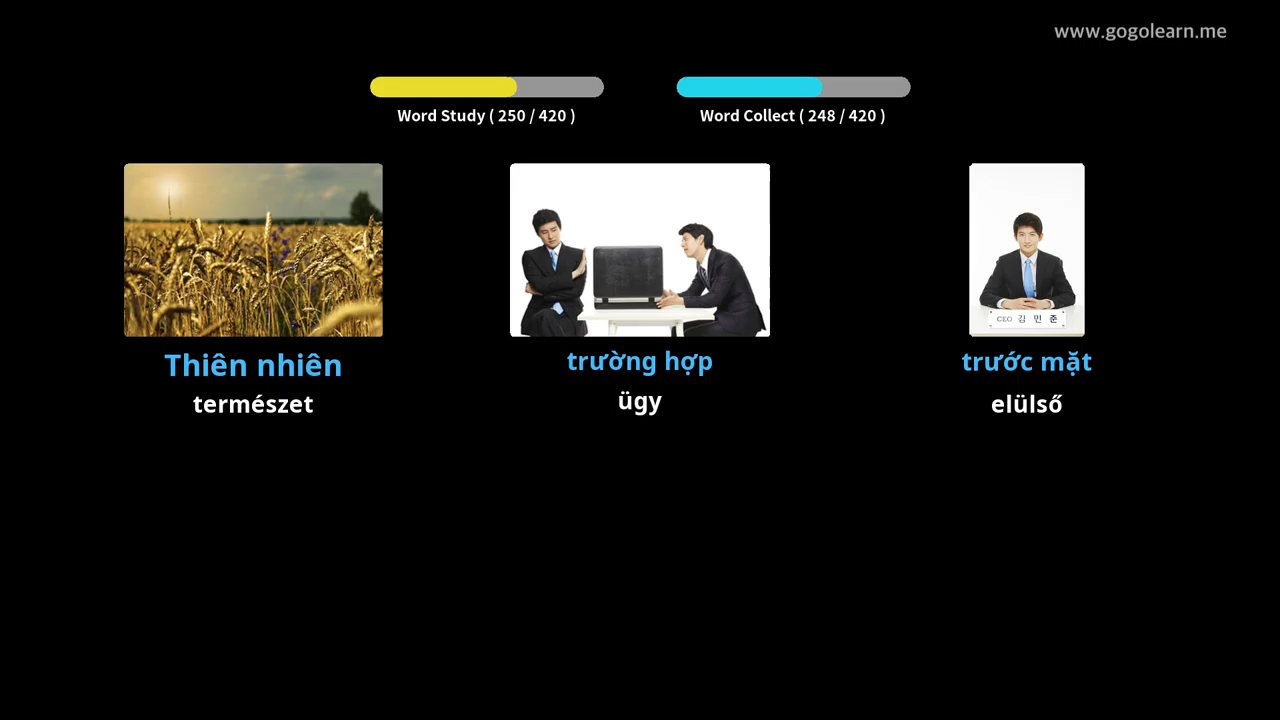 www.gogolearn.me
Word Study ( 250 / 420 )
Word Collect ( 248 / 420 )
CEO 김 민 준
Thiên nhiên
természet
trường hợp
ügy
trước mặt
elülső